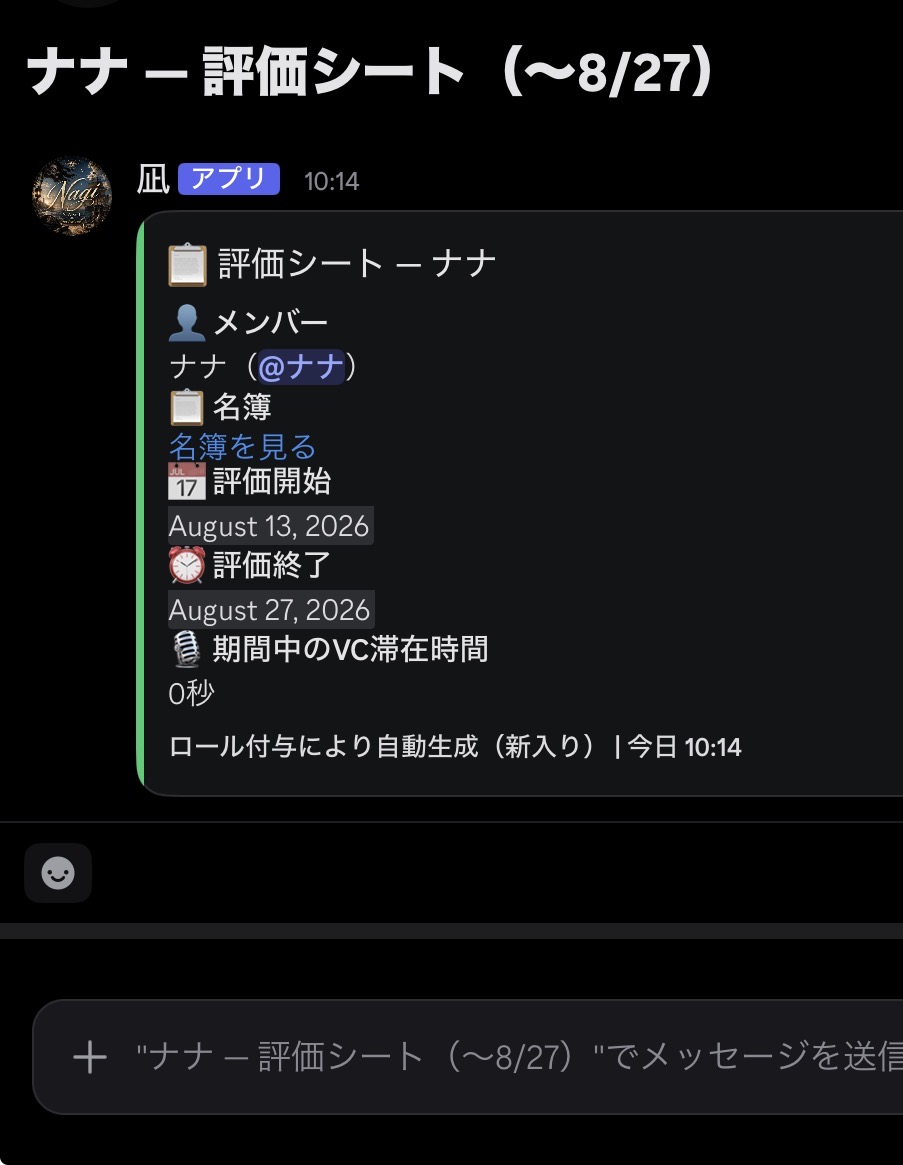 ナナ — 評価シート（〜8/27）
Nagi
凪 アプリ 10:14
📋 評価シート — ナナ
👤 メンバー
ナナ（@ナナ）
📋 名簿
名簿を見る
📅 評価開始
JUL
17
August 13, 2026
⏰ 評価終了
August 27, 2026
🎙️ 期間中のVC滞在時間
0秒
ロール付与により自動生成（新入り） | 今日 10:14
"ナナ — 評価シート（〜8/27）"でメッセージを送信